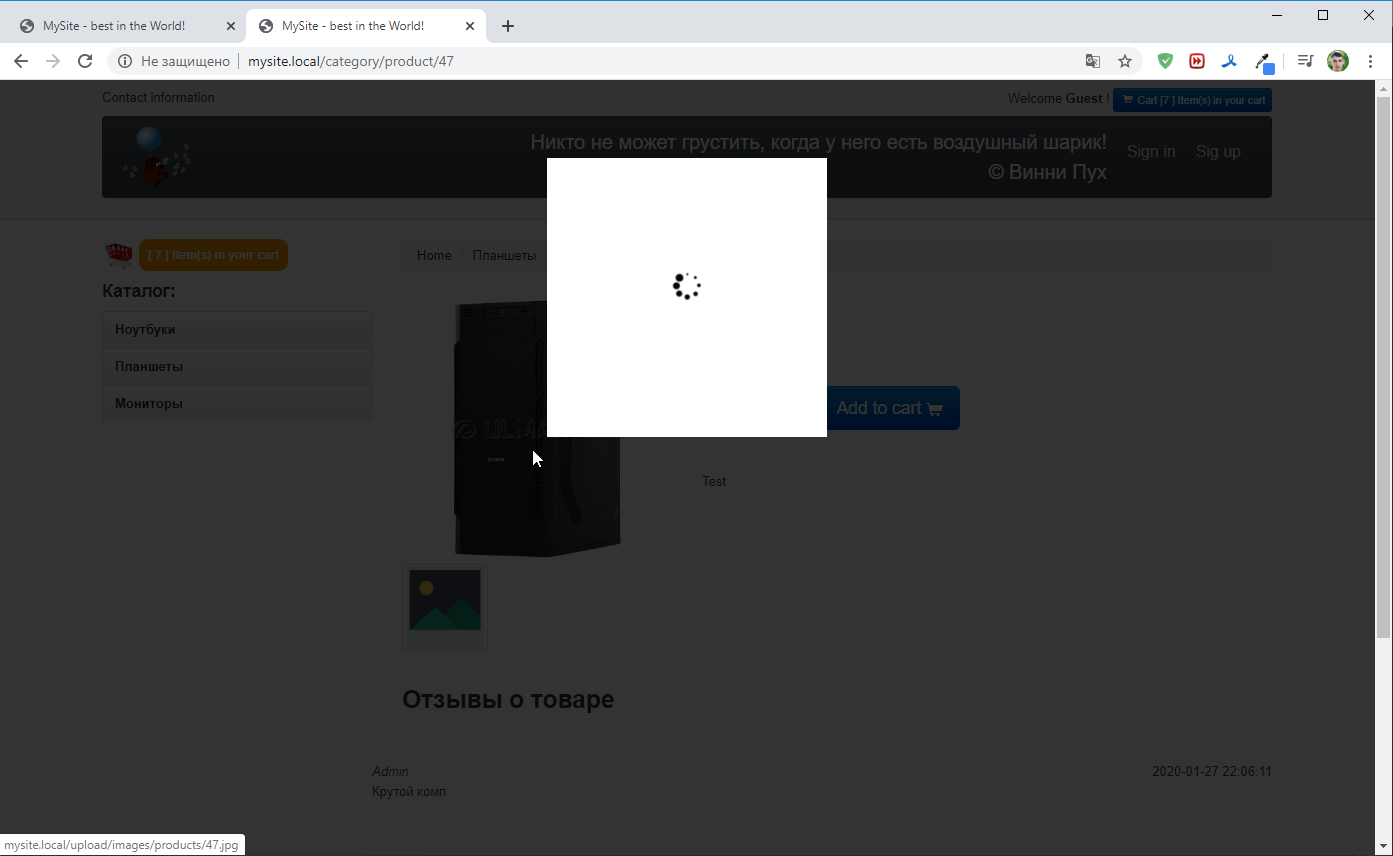 MySite - best in the World!
MySite - best in the World!
Не защищено
mysite.local/category/product/47
Contact information
Welcome Guest !
Cart [7 ] Item(s) in your cart
Никто не может грустить, когда у него есть воздушный шарик!
© Винни Пух
Sign in
Sig up
[ 7 ] Item(s) in your cart
Home / Планшеты
Каталог:
Ноутбуки
Планшеты
Мониторы
Add to cart
Test
Отзывы о товаре
Admin
2020-01-27 22:06:11
Крутой комп
mysite.local/upload/images/products/47.jpg